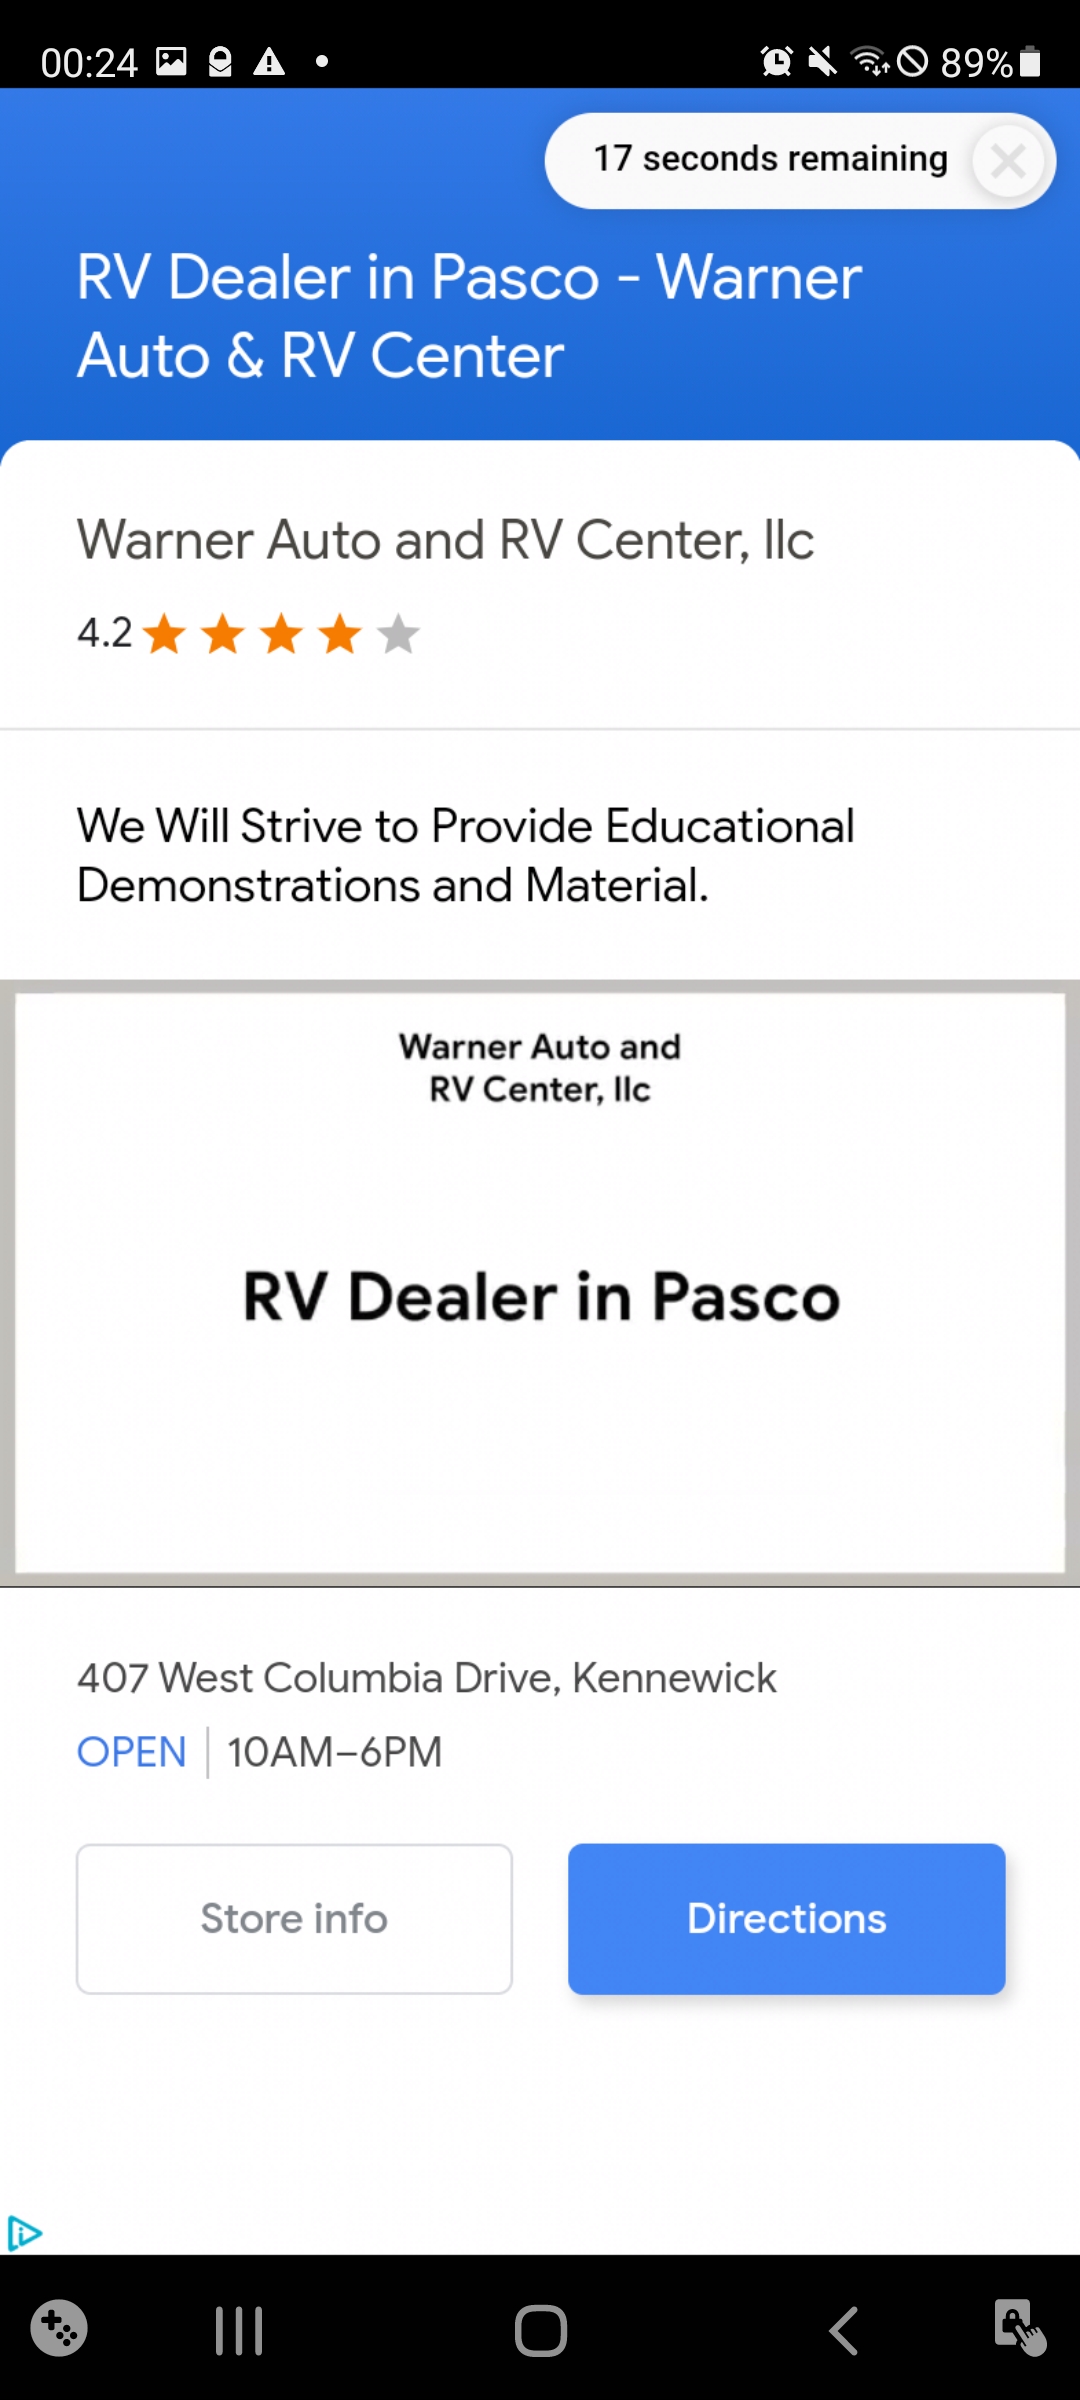 00:24
89%
17 seconds remaining
RV Dealer in Pasco - Warner
Auto & RV Center
Warner Auto and RV Center, llc
4.2
We Will Strive to Provide Educational
Demonstrations and Material.
Warner Auto and
RV Center, llc
RV Dealer in Pasco
407 West Columbia Drive, Kennewick
OPEN
10AM–6PM
Store info
Directions